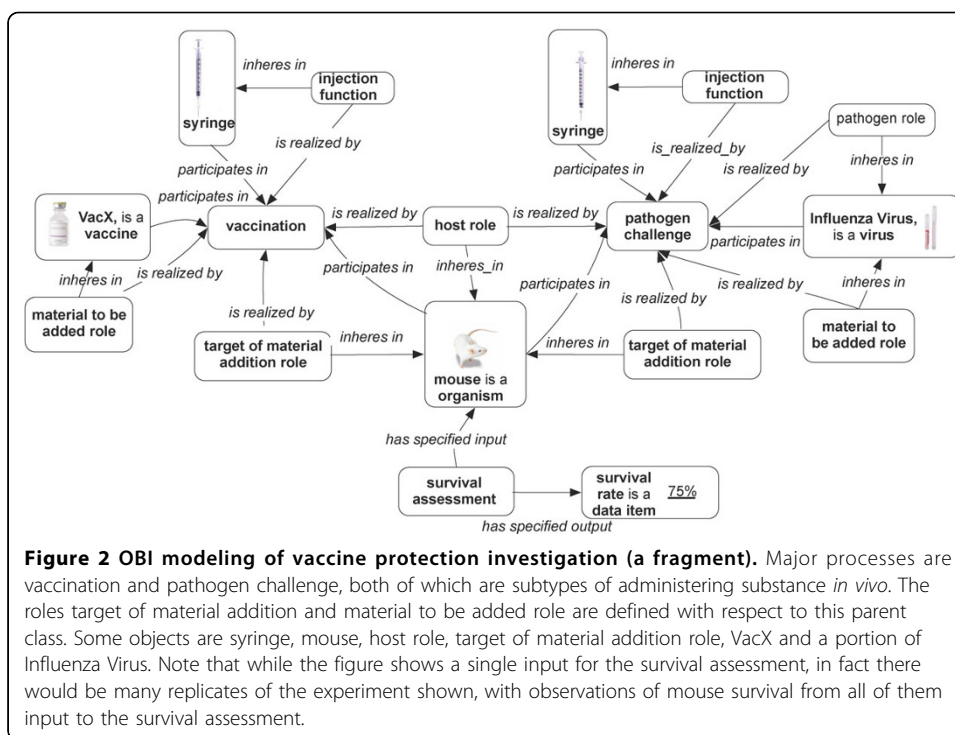 inheres in
injection
function
syringe
participates in
is realized by
inheres in
injection
function
syringe
participates in
is_realized_by
pathogen role
is realized by
inheres in
participates in
VacX, is a
vaccine
vaccination
is realized by
host role
is realized by
pathogen
challenge
participates in
Influenza Virus,
is a virus
inheres in
is realized by
material to be
added role
participates in
inheres_in
participates in
is realized by
inheres in
material to
be added role
is realized by
target of material
addition role
inheres in
mouse is a
organism
inheres in
is realized by
target of material
addition role
has specified input
survival
assessment
survival
rate is a
data item
75%
has specified output
Figure 2 OBI modeling of vaccine protection investigation (a fragment). Major processes are
vaccination and pathogen challenge, both of which are subtypes of administering substance in vivo. The
roles target of material addition and material to be added role are defined with respect to this parent
class. Some objects are syringe, mouse, host role, target of material addition role, VacX and a portion of
Influenza Virus. Note that while the figure shows a single input for the survival assessment, in fact there
would be many replicates of the experiment shown, with observations of mouse survival from all of them
input to the survival assessment.